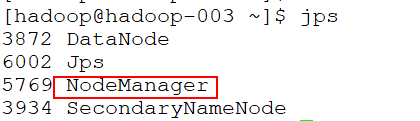 [hadoop@hadoop-003 ~]$ jps
3872 DataNode
6002 Jps
5769 NodeManager
3934 SecondaryNameNode